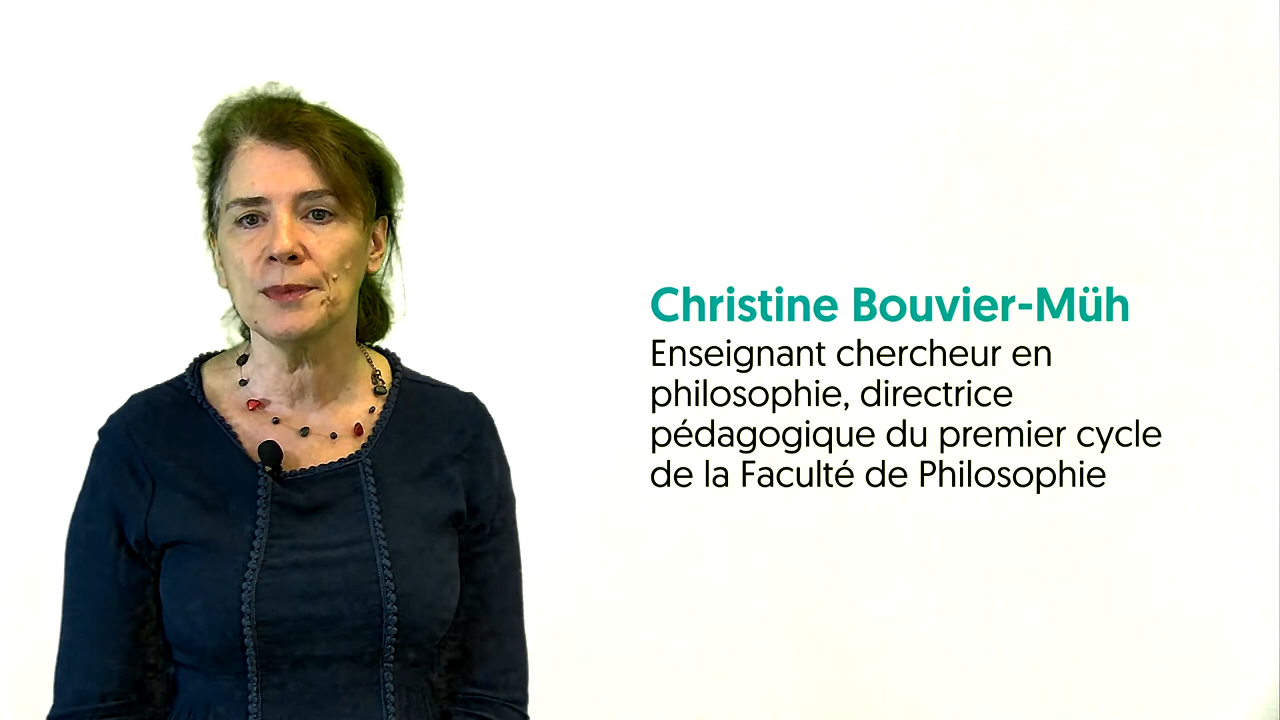 Christine Bouvier-Müh
Enseignant chercheur en
philosophie, directrice
pédagogique du premier cycle
de la Faculté de Philosophie